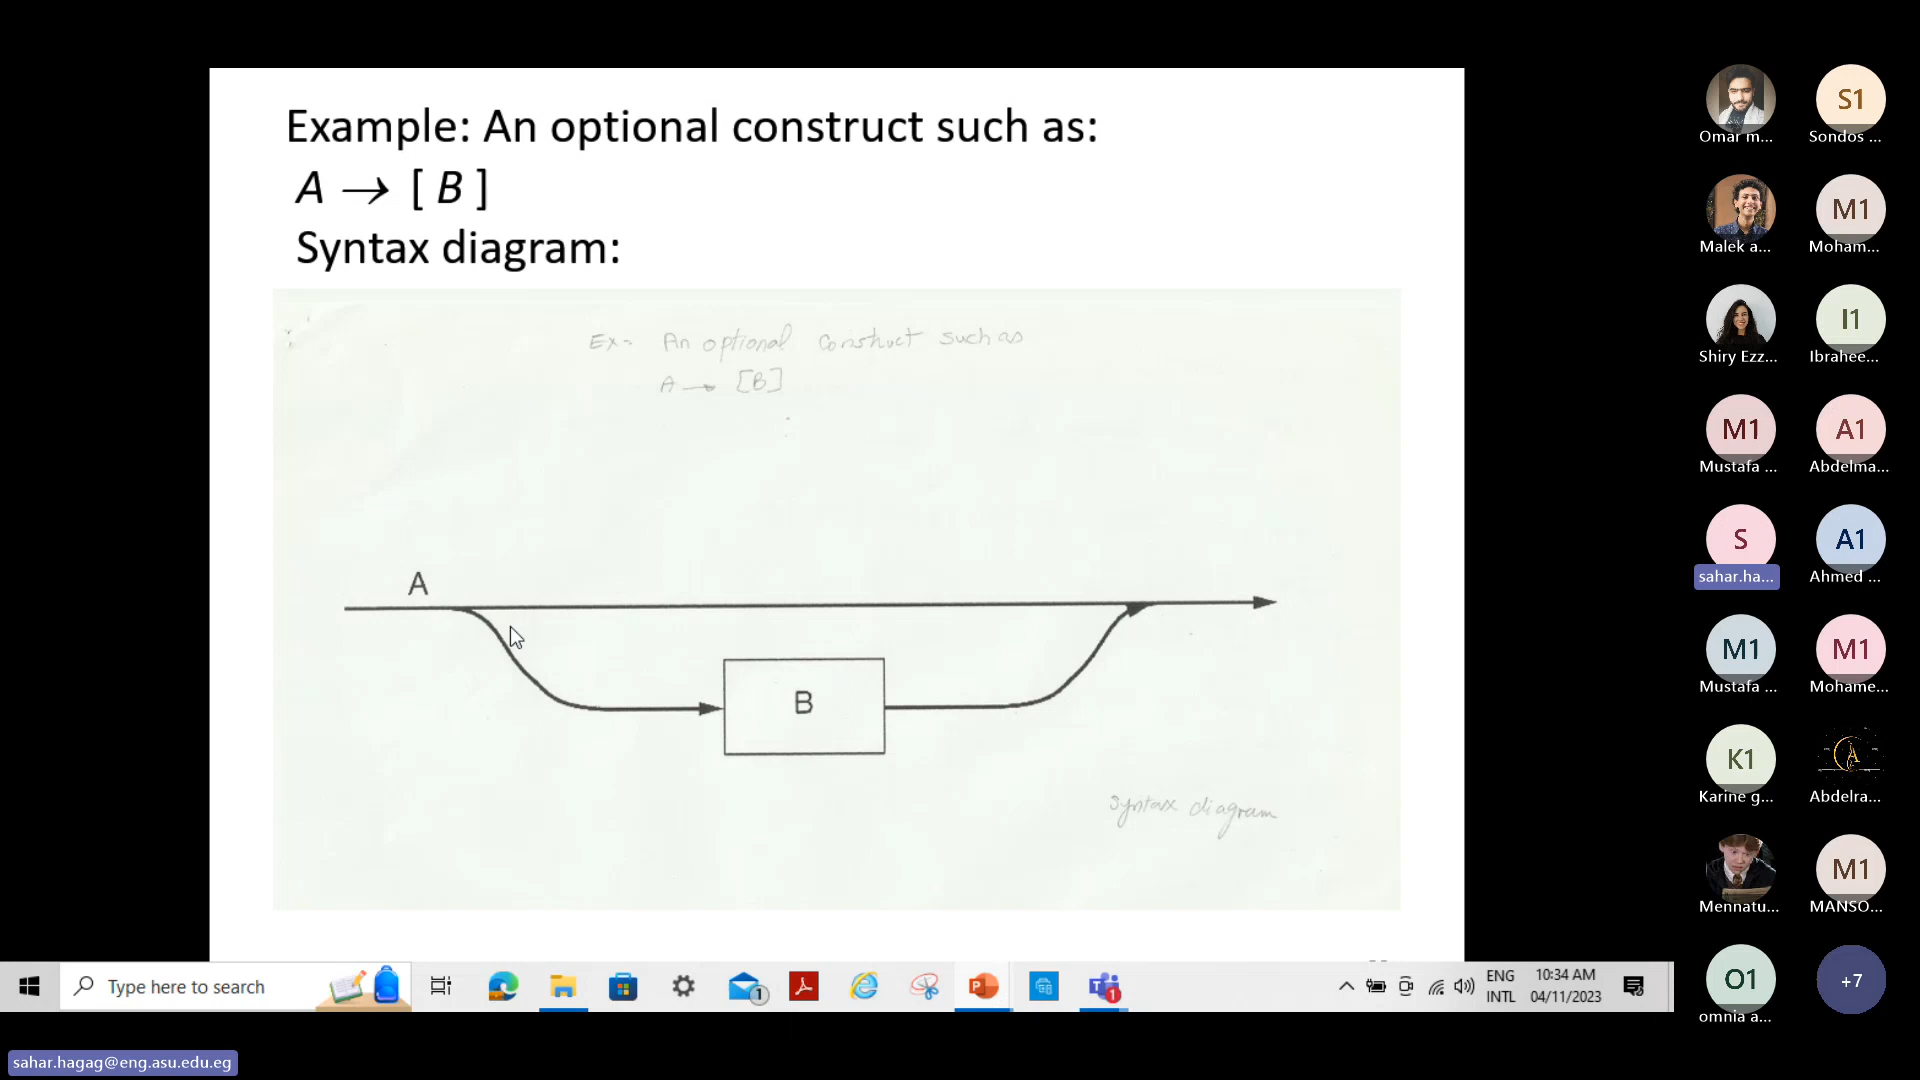 Example: An optional construct such as:
A → [ B ]
Syntax diagram:
Ex- An optional construct such as
A → [B]
A
B
Syntax diagram
Omar m...
S1
Sondos ...
Malek a...
M1
Moham...
Shiry Ezz...
I1
Ibrahee...
M1
Mustafa ...
A1
Abdelma...
S
sahar.ha...
A1
Ahmed ...
M1
Mustafa ...
M1
Mohame...
K1
Karine g...
A
Abdelra...
Mennatu...
M1
MANSO...
O1
omnia a...
+7
Type here to search
1
P
T
1
ENG
INTL
10:34 AM
04/11/2023
sahar.hagag@eng.asu.edu.eg